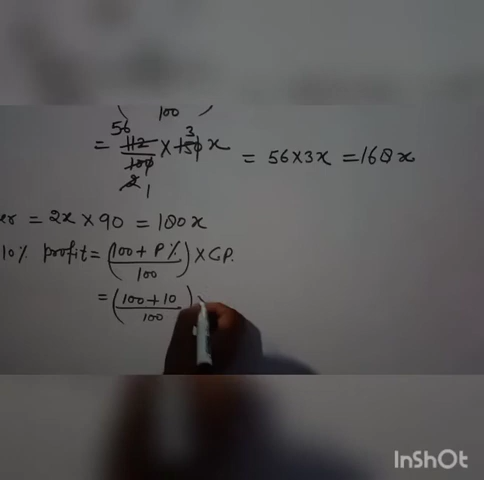 100
56 3
= 112/100 × 150 x = 56 × 3x = 168 x
2 1
er = 2x × 90 = 180x
10% profit = (100 + P% / 100) × CP.
= (100 + 10 / 100)
InShOt